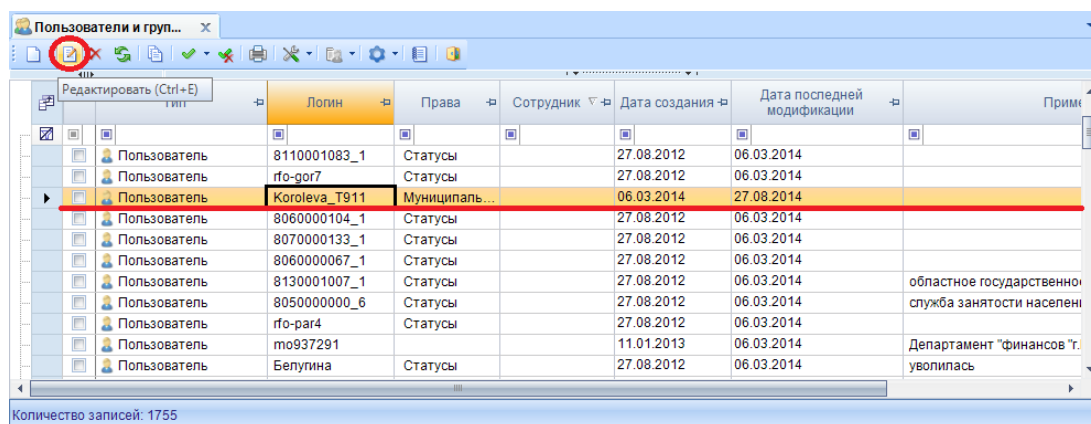 Пользователи и груп... x
Редактировать (Ctrl+E)
Тип Логин Права Сотрудник Дата создания Дата последней модификации Приме
Пользователь 8110001083_1 Статусы 27.08.2012 06.03.2014
Пользователь rfo-gor7 Статусы 27.08.2012 06.03.2014
Пользователь Koroleva_T911 Муниципаль... 06.03.2014 27.08.2014
Пользователь 8060000104_1 Статусы 27.08.2012 06.03.2014
Пользователь 8070000133_1 Статусы 27.08.2012 06.03.2014
Пользователь 8060000067_1 Статусы 27.08.2012 06.03.2014
Пользователь 8130001007_1 Статусы 27.08.2012 06.03.2014 областное государственно
Пользователь 8050000000_6 Статусы 27.08.2012 06.03.2014 служба занятости населен
Пользователь rfo-par4 Статусы 27.08.2012 06.03.2014
Пользователь mo937291 11.01.2013 06.03.2014 Департамент "финансов "г.
Пользователь Белугина Статусы 27.08.2012 06.03.2014 уволилась
Количество записей: 1755